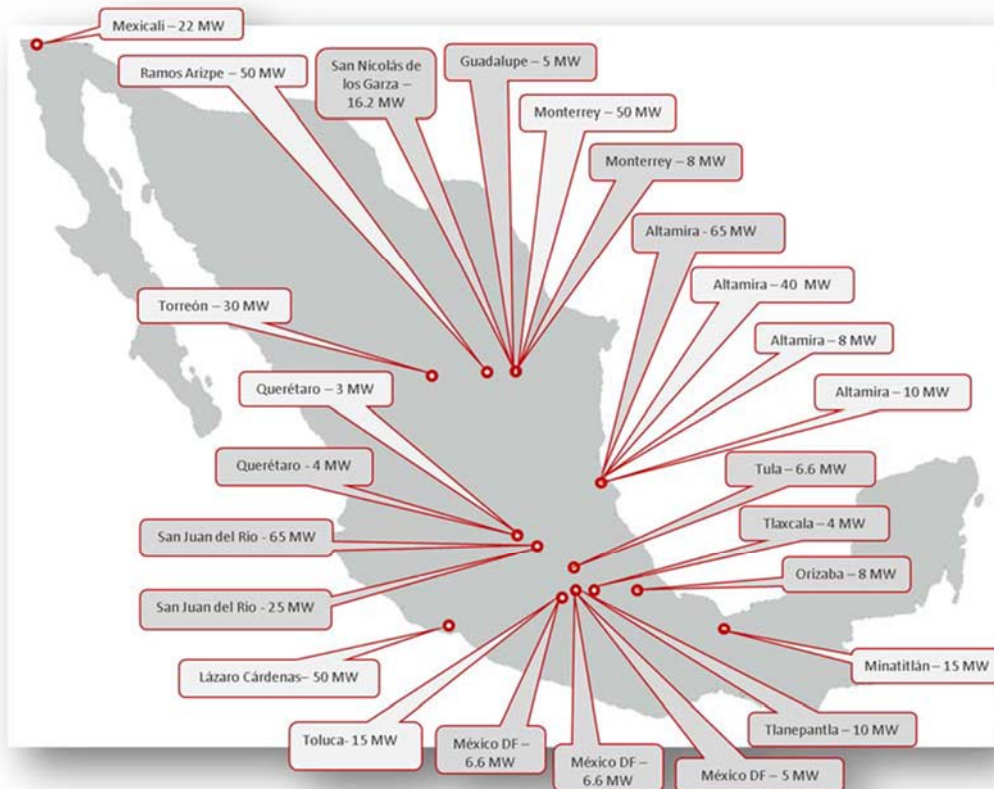 Mexicali – 22 MW
Ramos Arizpe – 50 MW
San Nicolás de
los Garza –
16.2 MW
Guadalupe – 5 MW
Monterrey – 50 MW
Monterrey – 8 MW
Altamira - 65 MW
Altamira – 40 MW
Altamira – 8 MW
Altamira – 10 MW
Torreón – 30 MW
Querétaro – 3 MW
Querétaro - 4 MW
San Juan del Río - 65 MW
San Juan del Río - 25 MW
Lázaro Cárdenas– 50 MW
Tula – 6.6 MW
Tlaxcala – 4 MW
Orizaba – 8 MW
Minatitlán – 15 MW
Tlanepantla – 10 MW
Toluca- 15 MW
México DF –
6.6 MW
México DF –
6.6 MW
México DF – 5 MW